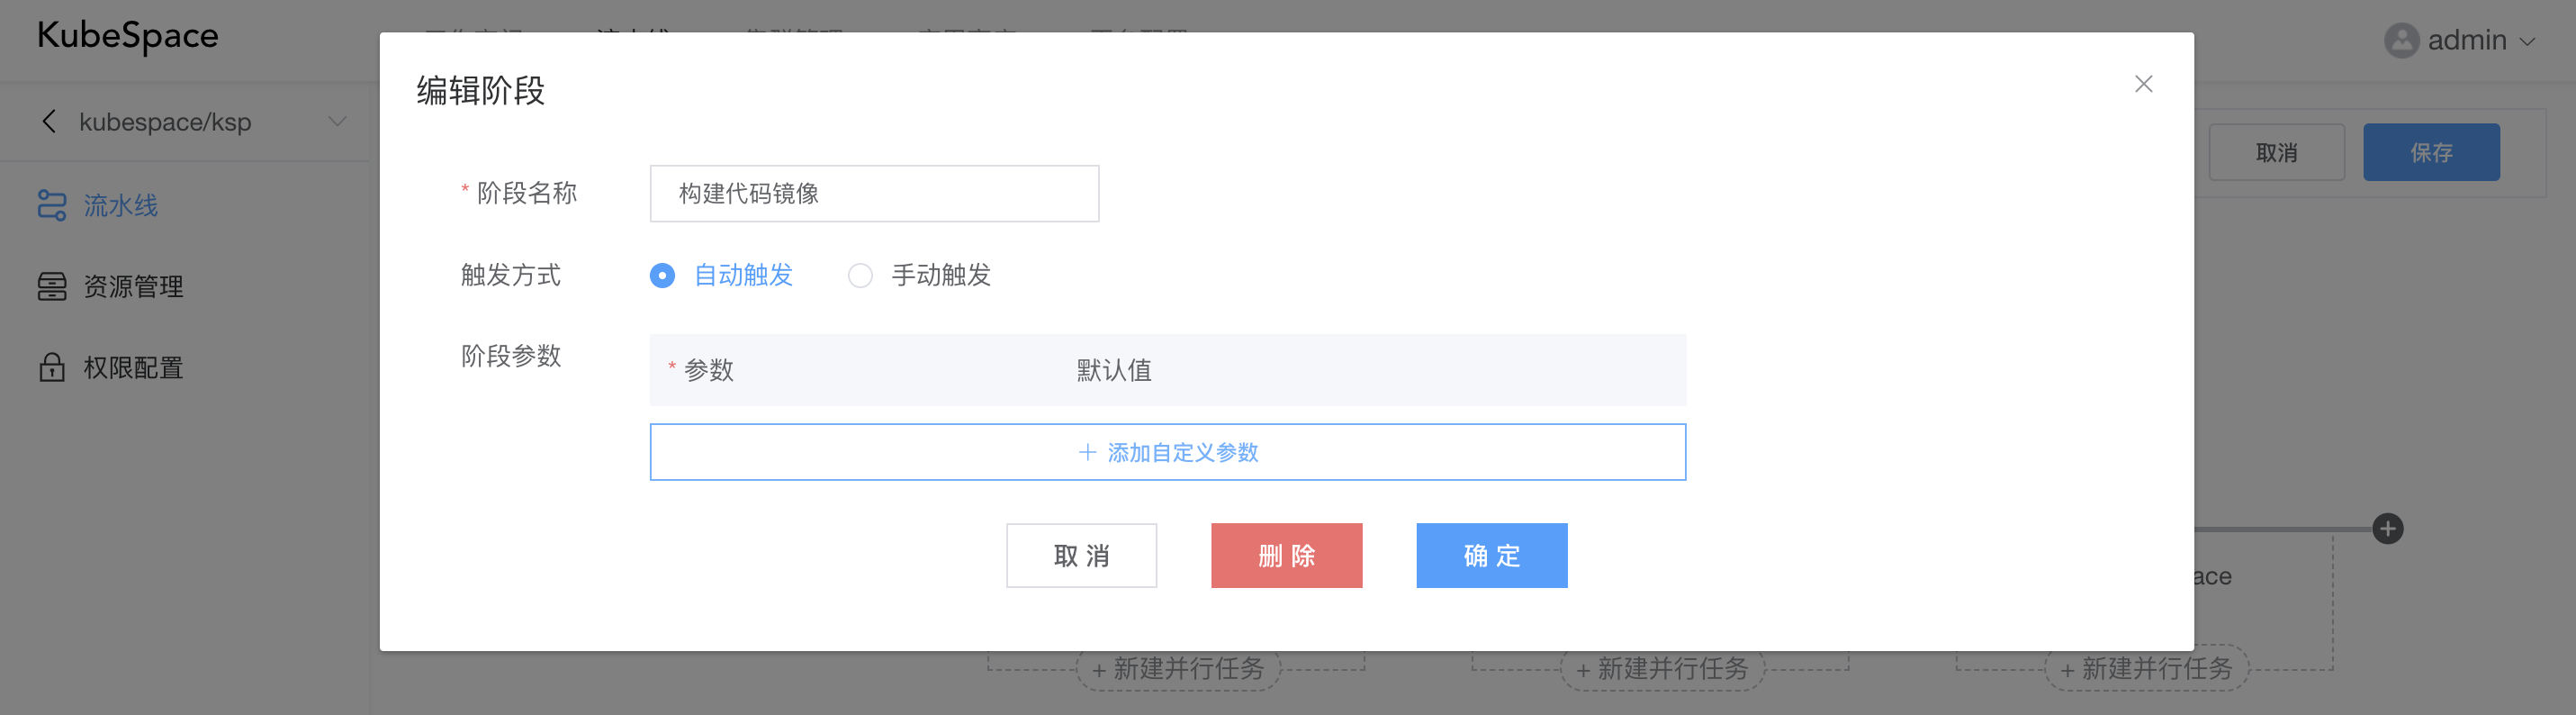 KubeSpace
流水线
admin
编辑阶段
kubespace/ksp
取消
保存
* 阶段名称
构建代码镜像
流水线
触发方式
自动触发
手动触发
资源管理
阶段参数
* 参数
默认值
权限配置
+ 添加自定义参数
取 消
删 除
确 定
ace
+ 新建并行任务
+ 新建并行任务
+ 新建并行任务